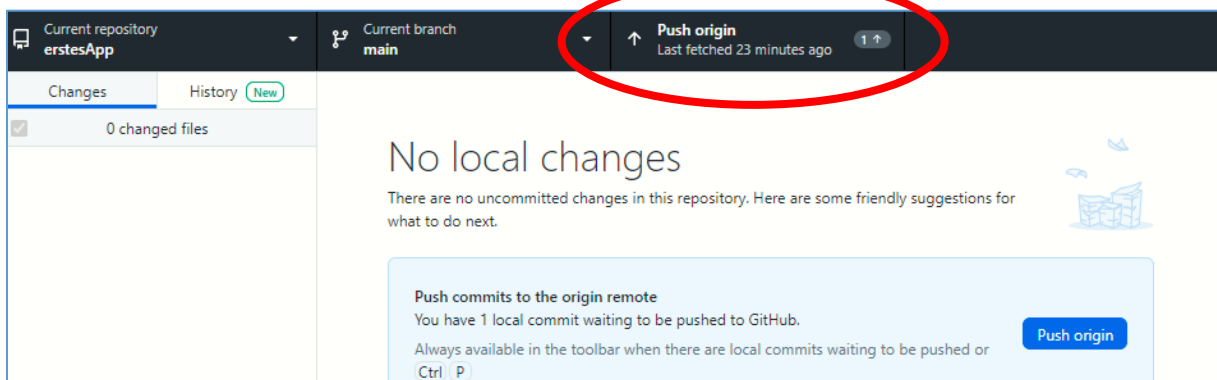 Current repository
erstesApp
Current branch
main
Push origin
Last fetched 23 minutes ago
1
Changes
History New
0 changed files
No local changes
There are no uncommitted changes in this repository. Here are some friendly suggestions for
what to do next.
Push commits to the origin remote
You have 1 local commit waiting to be pushed to GitHub.
Always available in the toolbar when there are local commits waiting to be pushed or
Ctrl P
Push origin